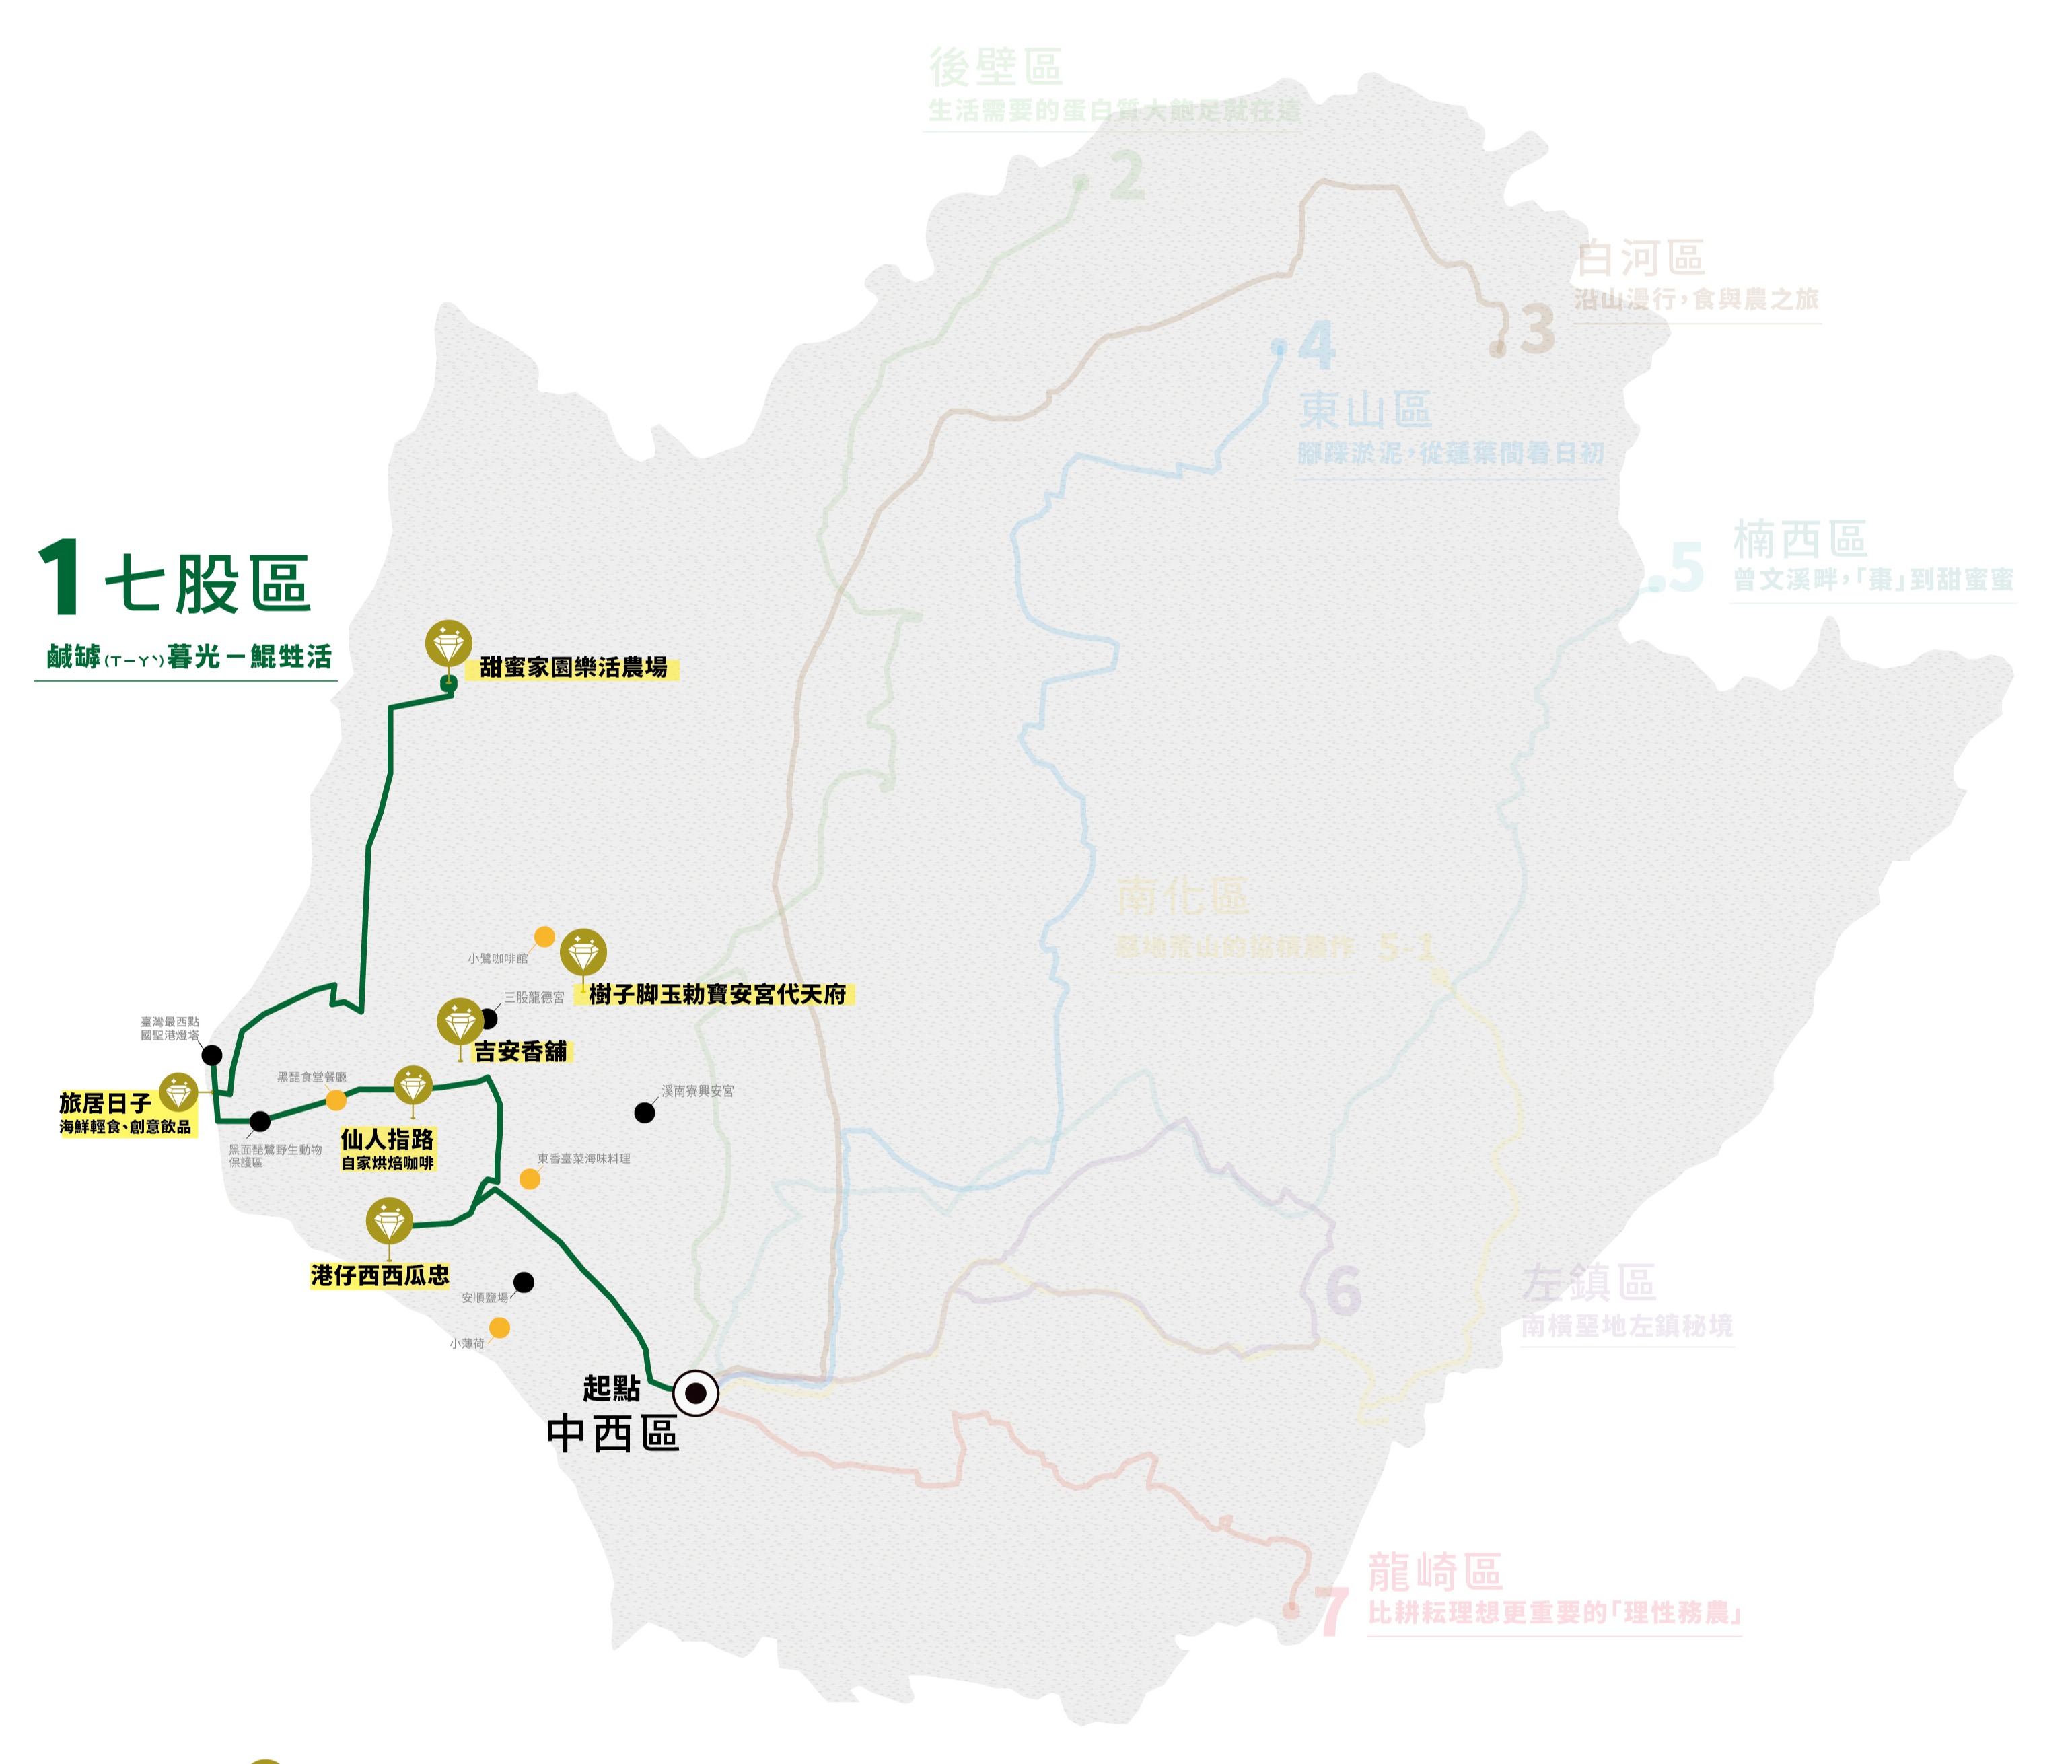 後壁區
生活需要的蛋白質大飽足就在這
2
白河區
沿山漫行，食與農之旅
3
4
東山區
腳踩淤泥，從蓮葉間看日初
1 七股區
鹹罅(ㄒㄧㄚˋ)暮光－鯤甡活
5
楠西區
曾文溪畔，「棗」到甜蜜蜜
甜蜜家園樂活農場
南化區
5-1
小鷺咖啡館
樹子脚玉勅寶安宮代天府
三股龍德宮
臺灣最西點
國聖港燈塔
吉安香舖
黑琵食堂餐廳
旅居日子
海鮮輕食、創意飲品
溪南寮興安宮
仙人指路
自家烘焙咖啡
黑面琵鷺野生動物
保護區
東香臺菜海味料理
港仔西西瓜忠
安順鹽場
小薄荷
6
左鎮區
南橫堊地左鎮秘境
起點
中西區
龍崎區
7
比耕耘理想更重要的「理性務農」